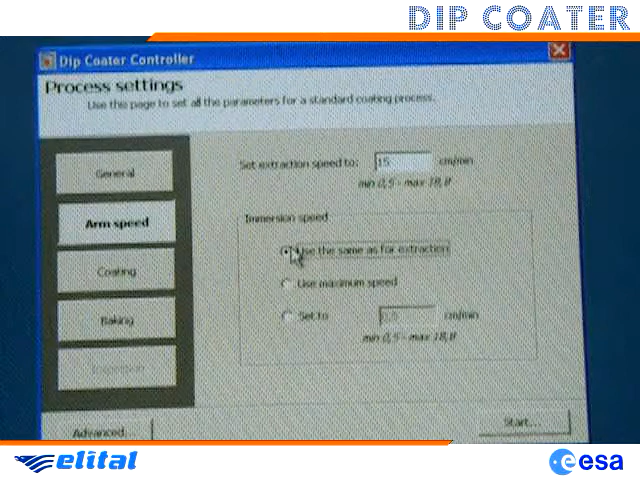 DIP COATER
Dip Coater Controller
Process settings
Use this page to set all the parameters for a standard coating process.
General
Set extraction speed to: 15 cm/min
min 0,5 - max 18,8
Arm speed
Immersion speed
Use the same as for extraction
Coating
Use maximum speed
Baking
Set to 0,5 cm/min
min 0,5 - max 18,8
Inspection
Advanced...
Start...
elital
esa